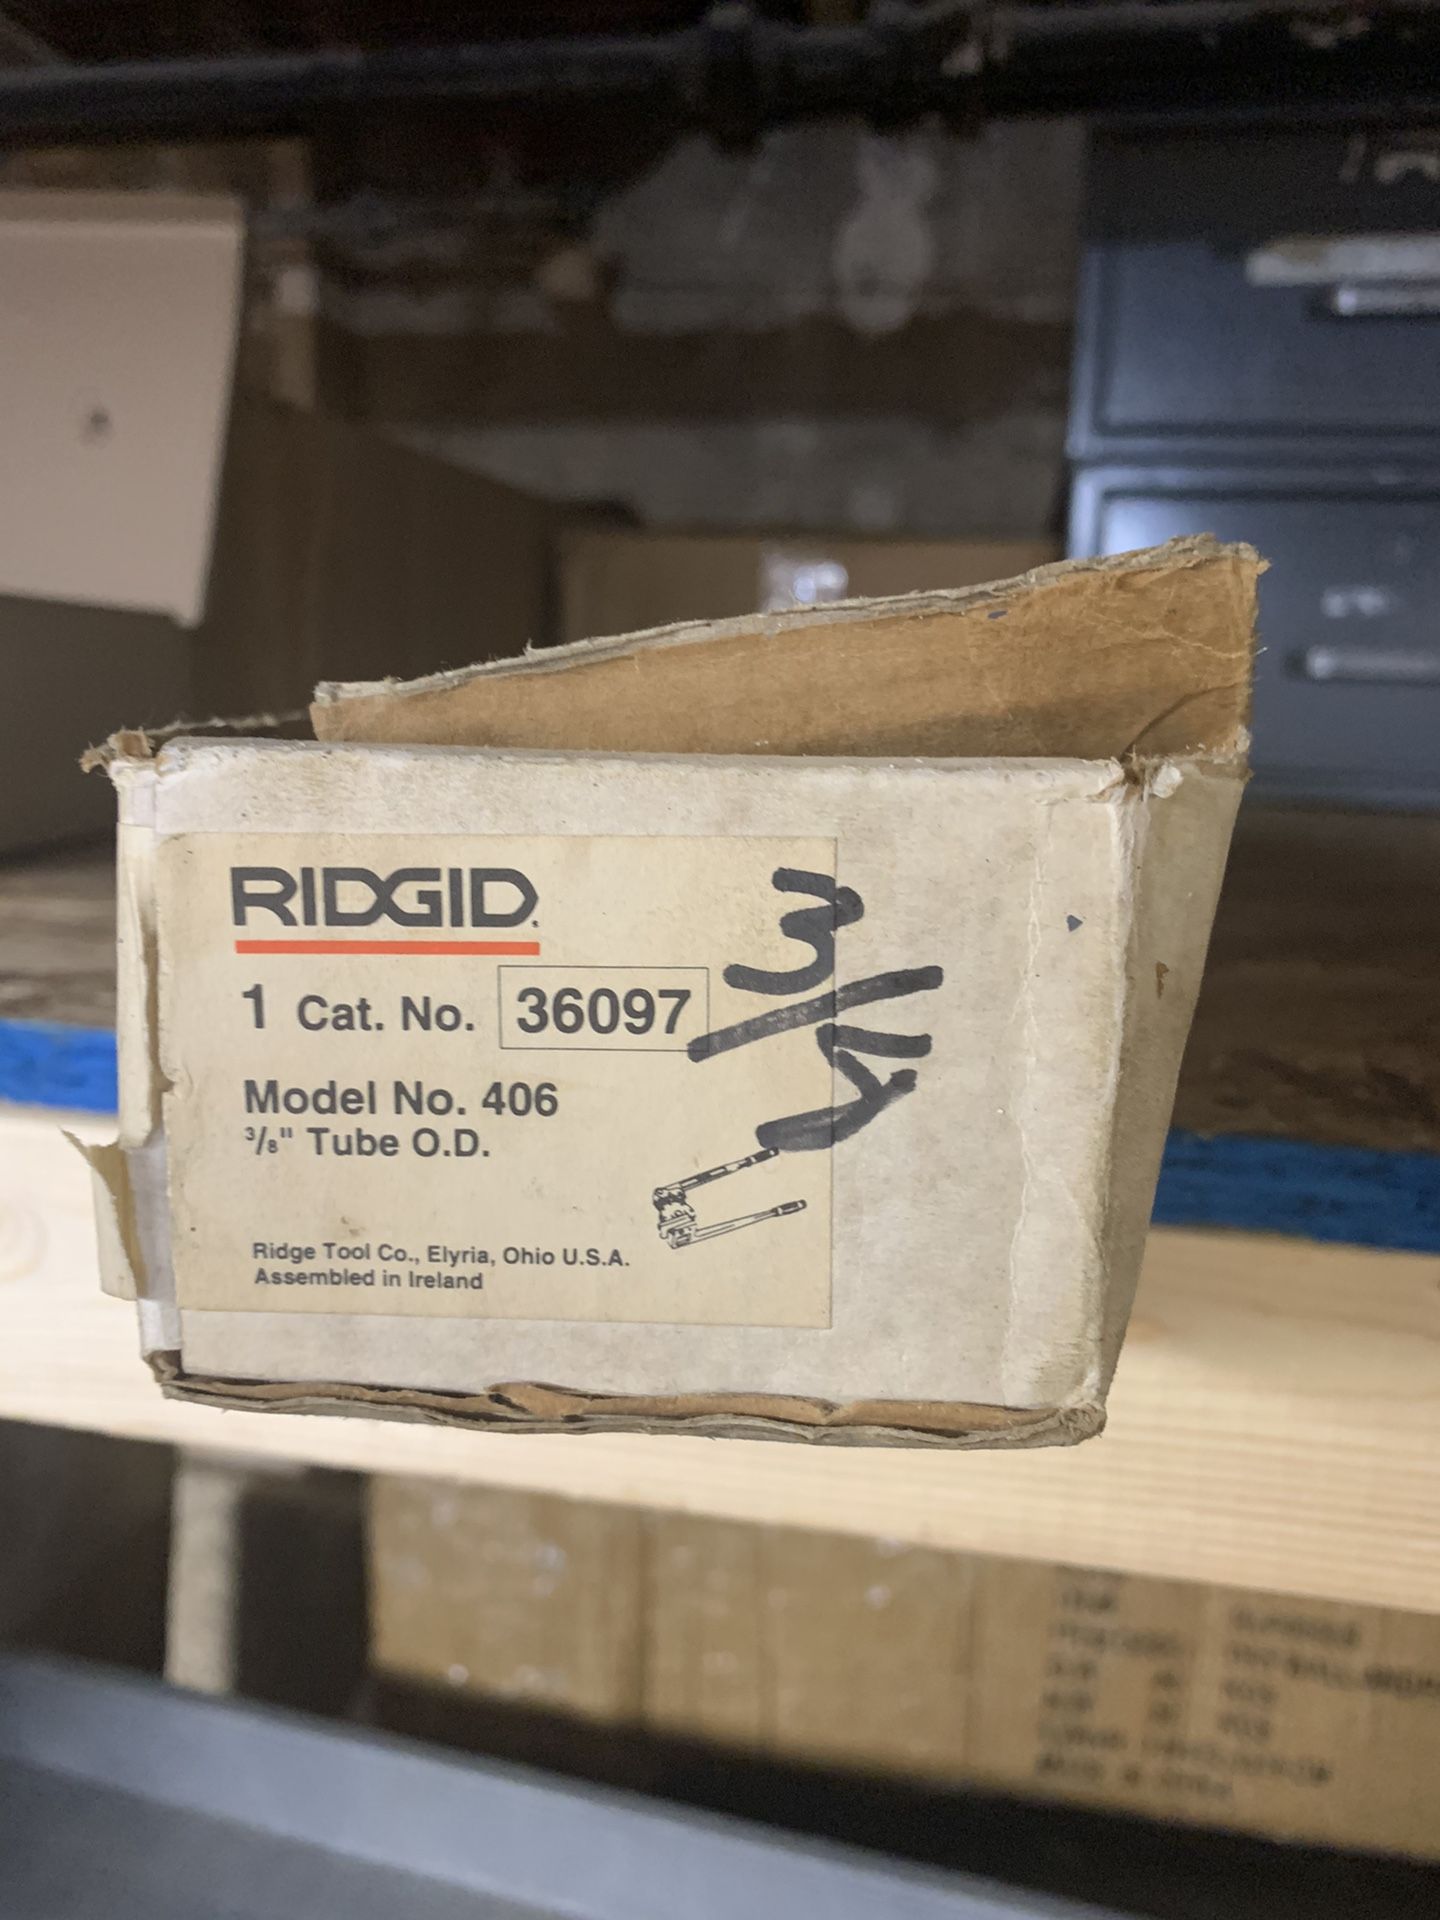 RIDGID.
1 Cat. No. 36097
Model No. 406
3/8" Tube O.D.
Ridge Tool Co., Elyria, Ohio U.S.A.
Assembled in Ireland
3/4